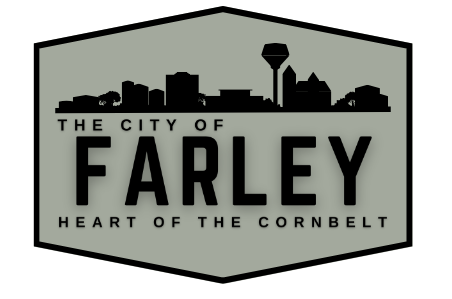 THE CITY OF
FARLEY
HEART OF THE CORNBELT